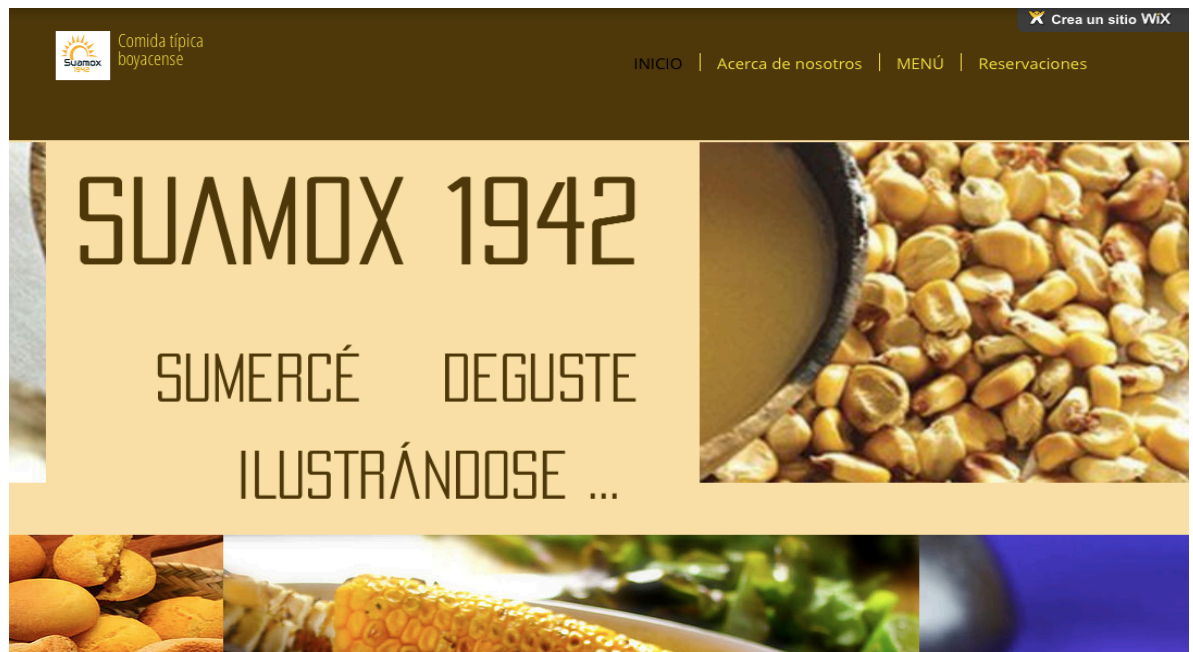 Crea un sitio WiX
Suamox
1942
Comida típica
boyacense
INICIO | Acerca de nosotros | MENÚ | Reservaciones
SUAMOX 1942
SUMERCÉ DEGUSTE
ILUSTRÁNDOSE ...